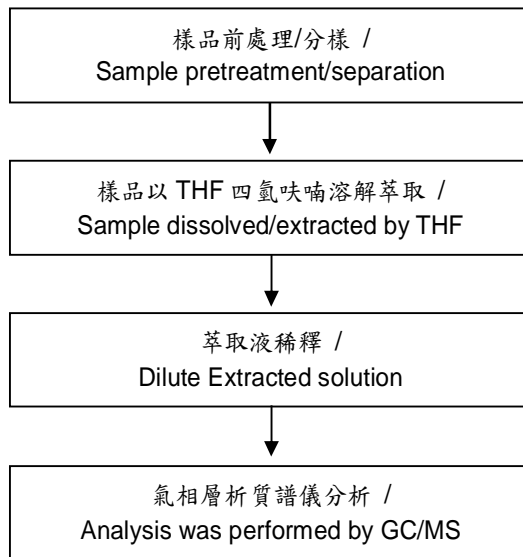 樣品前處理/分樣 /
Sample pretreatment/separation
樣品以 THF 四氫呋喃溶解萃取 /
Sample dissolved/extracted by THF
萃取液稀釋 /
Dilute Extracted solution
氣相層析質譜儀分析 /
Analysis was performed by GC/MS